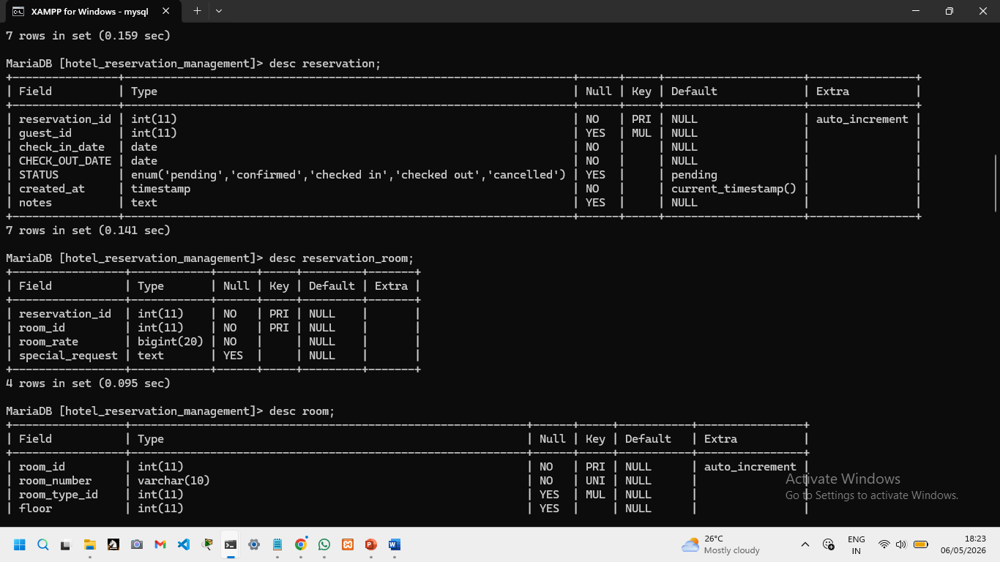 XAMPP for Windows - mysql
7 rows in set (0.159 sec)
MariaDB [hotel_reservation_management]> desc reservation;
| Field | Type | Null | Key | Default | Extra |
| reservation_id | int(11) | NO | PRI | NULL | auto_increment |
| guest_id | int(11) | YES | MUL | NULL | |
| check_in_date | date | NO | | NULL | |
| CHECK_OUT_DATE | date | NO | | NULL | |
| STATUS | enum('pending','confirmed','checked in','checked out','cancelled') | YES | | pending | |
| created_at | timestamp | NO | | current_timestamp() | |
| notes | text | YES | | NULL | |
7 rows in set (0.141 sec)
MariaDB [hotel_reservation_management]> desc reservation_room;
| Field | Type | Null | Key | Default | Extra |
| reservation_id | int(11) | NO | PRI | NULL | |
| room_id | int(11) | NO | PRI | NULL | |
| room_rate | bigint(20) | NO | | NULL | |
| special_request | text | YES | | NULL | |
4 rows in set (0.095 sec)
MariaDB [hotel_reservation_management]> desc room;
| Field | Type | Null | Key | Default | Extra |
| room_id | int(11) | NO | PRI | NULL | auto_increment |
| room_number | varchar(10) | NO | UNI | NULL | |
| room_type_id | int(11) | YES | MUL | NULL | |
| floor | int(11) | YES | | NULL | |
Activate Windows
Go to Settings to activate Windows.
26°C
Mostly cloudy
ENG
IN
18:23
06/05/2026